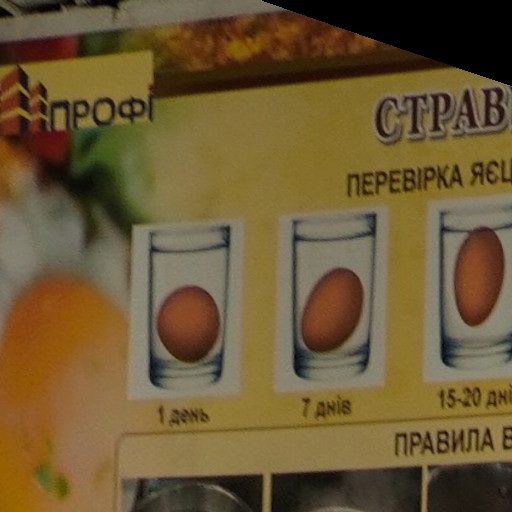 ПРОФІ
СТРАВ
ПЕРЕВІРКА ЯЄЦ
1 день
7 днів
15-20 дні
ПРАВИЛА В